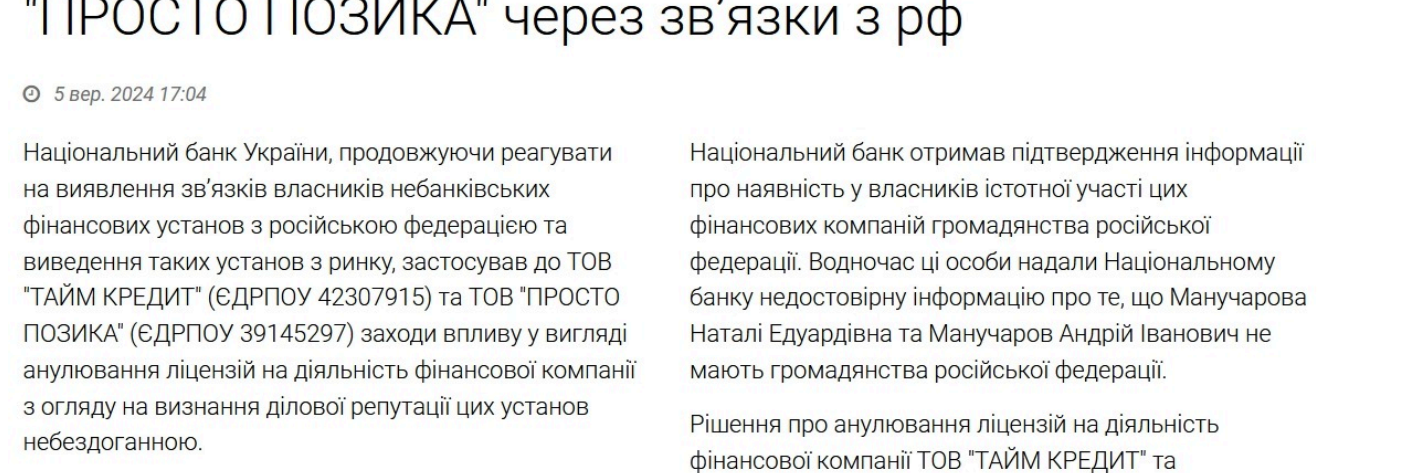 "ПРОСТО ПОЗИКА" через зв’язки з рф
5 вер. 2024 17:04
Національний банк України, продовжуючи реагувати
на виявлення зв’язків власників небанківських
фінансових установ з російською федерацією та
виведення таких установ з ринку, застосував до ТОВ
"ТАЙМ КРЕДИТ" (ЄДРПОУ 42307915) та ТОВ "ПРОСТО
ПОЗИКА" (ЄДРПОУ 39145297) заходи впливу у вигляді
анулювання ліцензій на діяльність фінансової компанії
з огляду на визнання ділової репутації цих установ
небездоганною.
Національний банк отримав підтвердження інформації
про наявність у власників істотної участі цих
фінансових компаній громадянства російської
федерації. Водночас ці особи надали Національному
банку недостовірну інформацію про те, що Манучарова
Наталі Едуардівна та Манучаров Андрій Іванович не
мають громадянства російської федерації.
Рішення про анулювання ліцензій на діяльність
фінансової компанії ТОВ "ТАЙМ КРЕДИТ" та